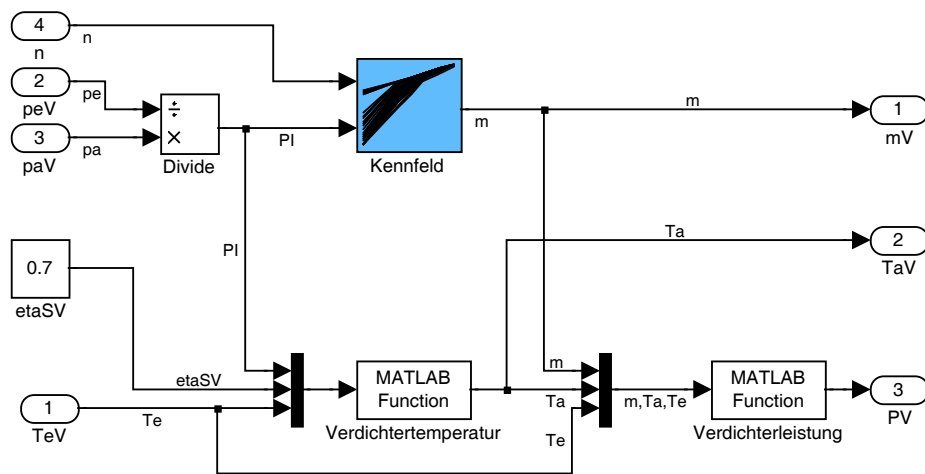 4
n
n
2
peV
pe
3
paV
pa
÷
×
Divide
PI
Kennfeld
m
m
1
mV
Ta
2
TaV
PI
0.7
etaSV
etaSV
1
TeV
Te
MATLAB
Function
Verdichtertemperatur
m
Ta
Te
m,Ta,Te
MATLAB
Function
Verdichterleistung
3
PV